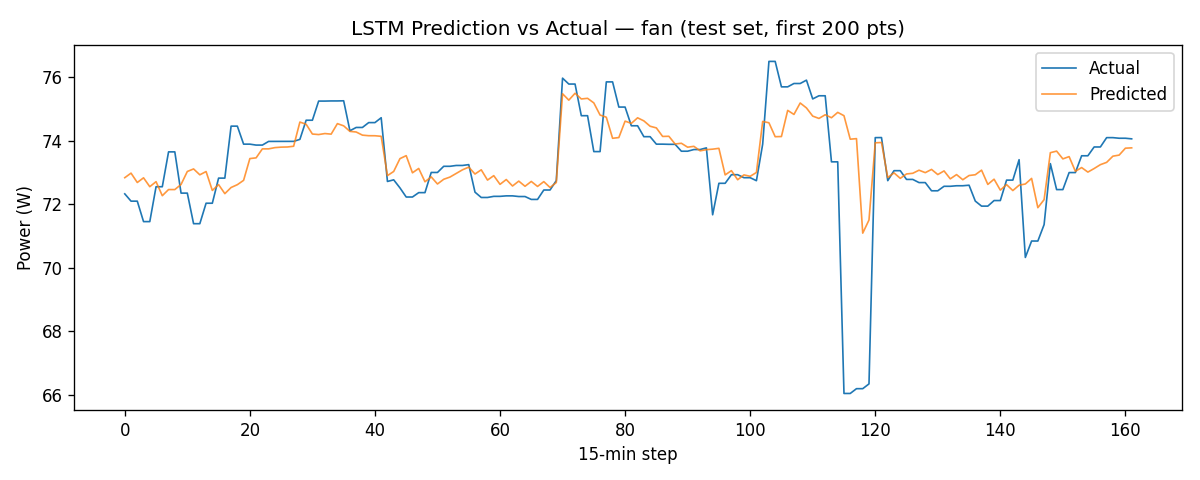 LSTM Prediction vs Actual — fan (test set, first 200 pts)
Actual
Predicted
Power (W)
76
74
72
70
68
66
0 20 40 60 80 100 120 140 160
15-min step